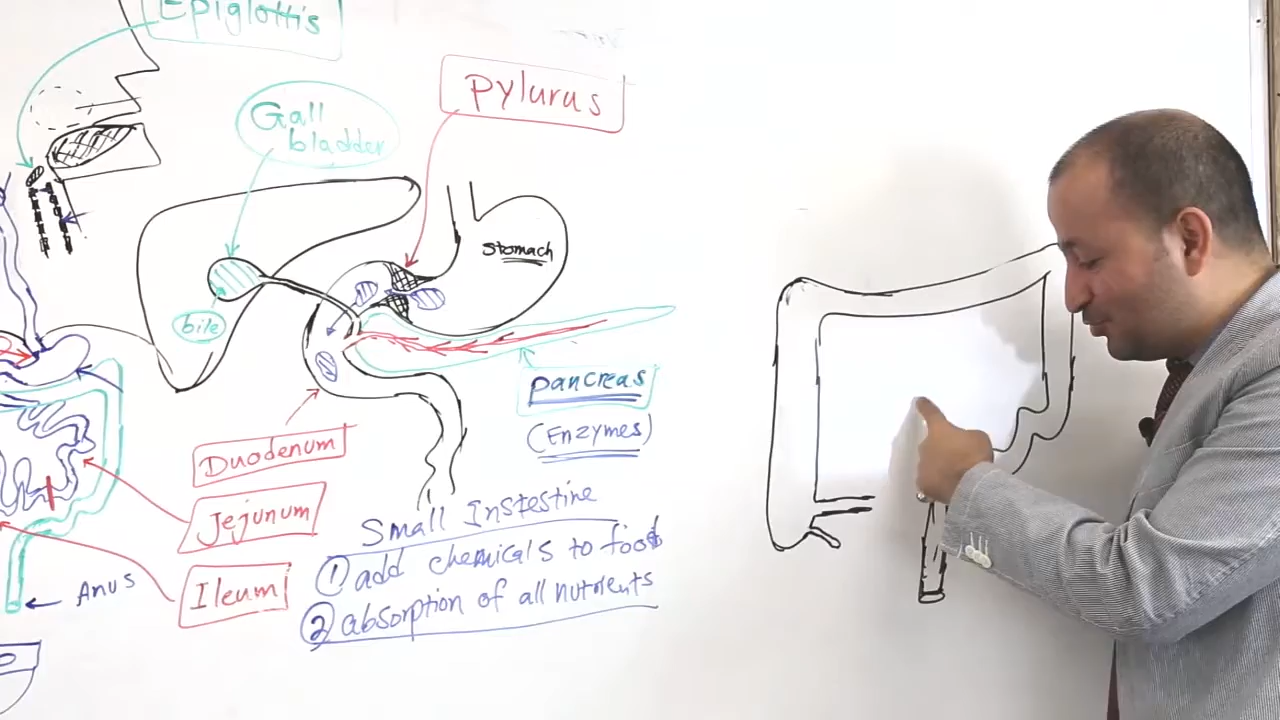 Epiglottis
Gall
bladder
Pylurus
stomach
bile
pancreas
(Enzymes)
Duodenum
Jejunum
Ileum
Anus
Small Instestine
① add chemicals to food
② absorption of all nutrients